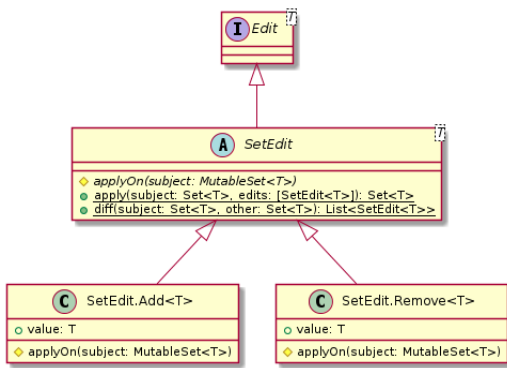 I Edit T
A SetEdit T
applyOn(subject: MutableSet<T>)
apply(subject: Set<T>, edits: [SetEdit<T>]): Set<T>
diff(subject: Set<T>, other: Set<T>): List<SetEdit<T>>
C SetEdit.Add<T>
value: T
applyOn(subject: MutableSet<T>)
C SetEdit.Remove<T>
value: T
applyOn(subject: MutableSet<T>)